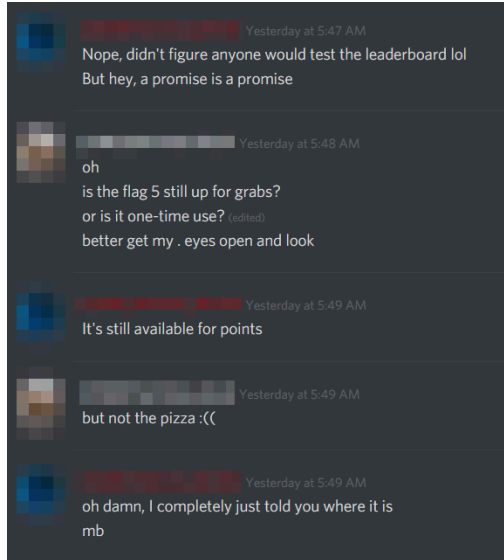 Yesterday at 5:47 AM
Nope, didn't figure anyone would test the leaderboard lol
But hey, a promise is a promise
Yesterday at 5:48 AM
oh
is the flag 5 still up for grabs?
or is it one-time use? (edited)
better get my . eyes open and look
Yesterday at 5:49 AM
It's still available for points
Yesterday at 5:49 AM
but not the pizza :((
Yesterday at 5:49 AM
oh damn, I completely just told you where it is
mb